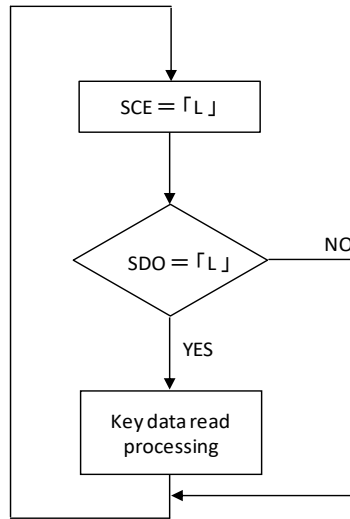 SCE＝「L」
SDO＝「L」
NO
YES
Key data read
processing